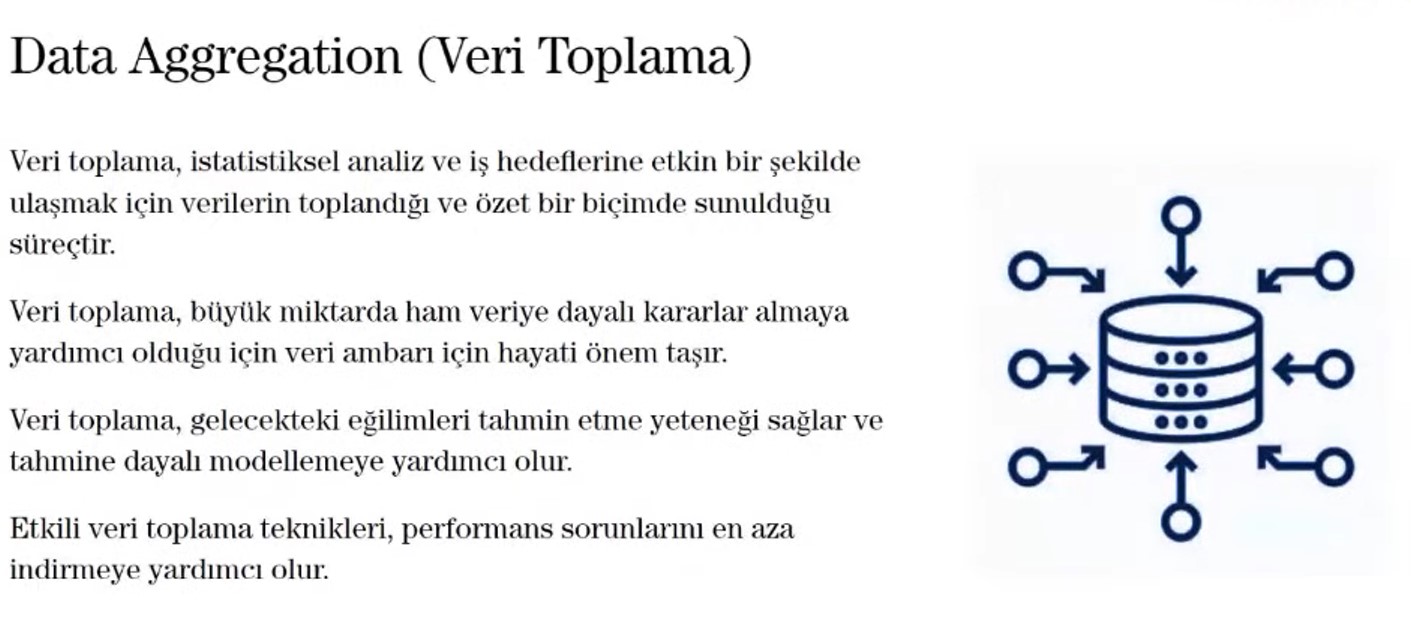 Data Aggregation (Veri Toplama)
Veri toplama, istatistiksel analiz ve iş hedeflerine etkin bir şekilde
ulaşmak için verilerin toplandığı ve özet bir biçimde sunulduğu
süreçtir.
Veri toplama, büyük miktarda ham veriye dayalı kararlar almaya
yardımcı olduğu için veri ambarı için hayati önem taşır.
Veri toplama, gelecekteki eğilimleri tahmin etme yeteneği sağlar ve
tahmine dayalı modellemeye yardımcı olur.
Etkili veri toplama teknikleri, performans sorunlarını en aza
indirmeye yardımcı olur.